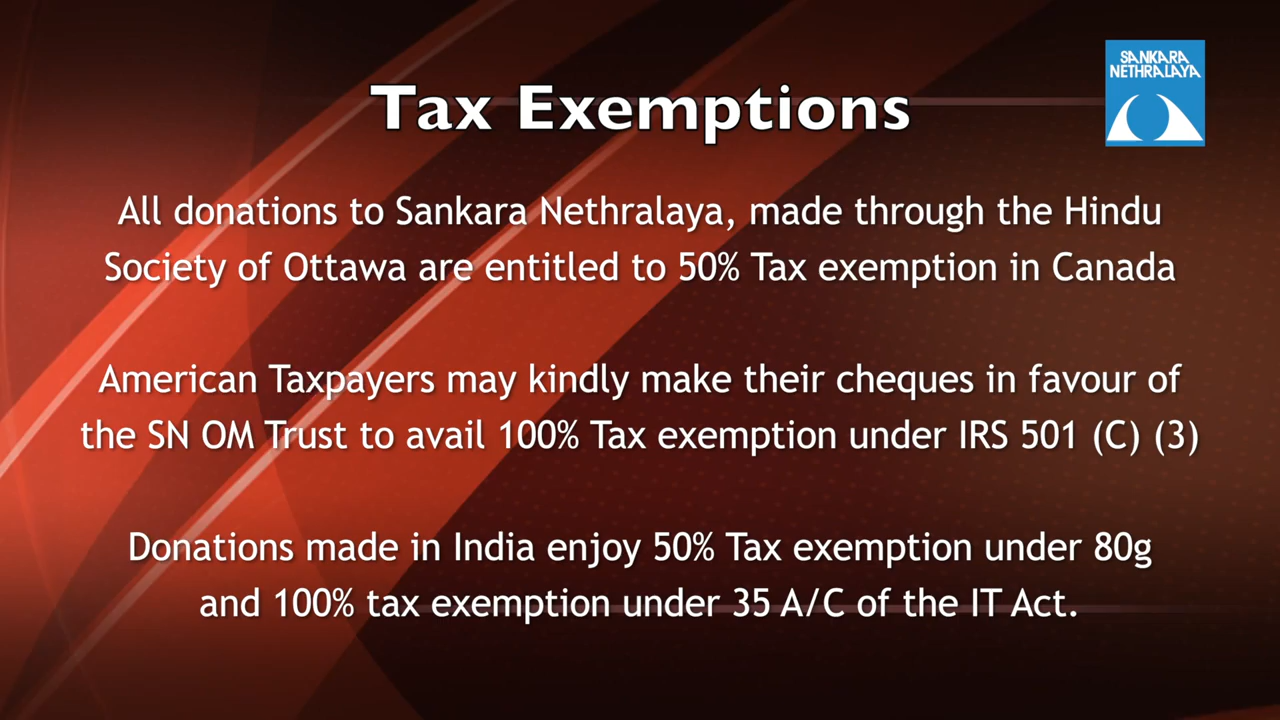 SANKARA
NETHRALAYA
Tax Exemptions
All donations to Sankara Nethralaya, made through the Hindu
Society of Ottawa are entitled to 50% Tax exemption in Canada
American Taxpayers may kindly make their cheques in favour of
the SN OM Trust to avail 100% Tax exemption under IRS 501 (C) (3)
Donations made in India enjoy 50% Tax exemption under 80g
and 100% tax exemption under 35 A/C of the IT Act.